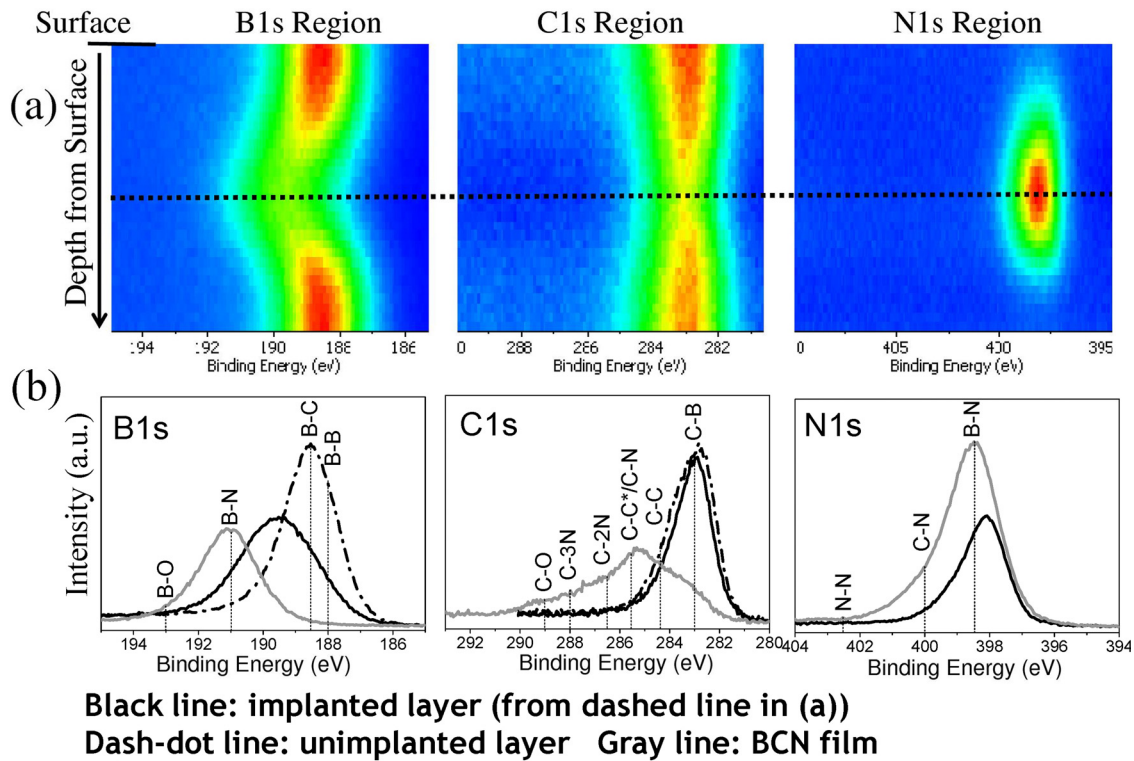 Surface B1s Region C1s Region N1s Region
(a)
Depth from Surface
194 192 190 188 186
Binding Energy (eV)
0 288 286 284 282
Binding Energy (eV)
0 405 400 395
Binding Energy (eV)
(b)
Intensity (a.u.)
B1s
B-O
B-N
B-C
B-B
192 190 188 186
Binding Energy (eV)
C1s
C-O
C-3N
C-2N
C-C*/C-N
C-C
C-B
292 290 288 286 284 282 280
Binding Energy (eV)
N1s
N-N
C-N
B-N
404 402 400 398 396 394
Binding Energy (eV)
Black line: implanted layer (from dashed line in (a))
Dash-dot line: unimplanted layer Gray line: BCN film